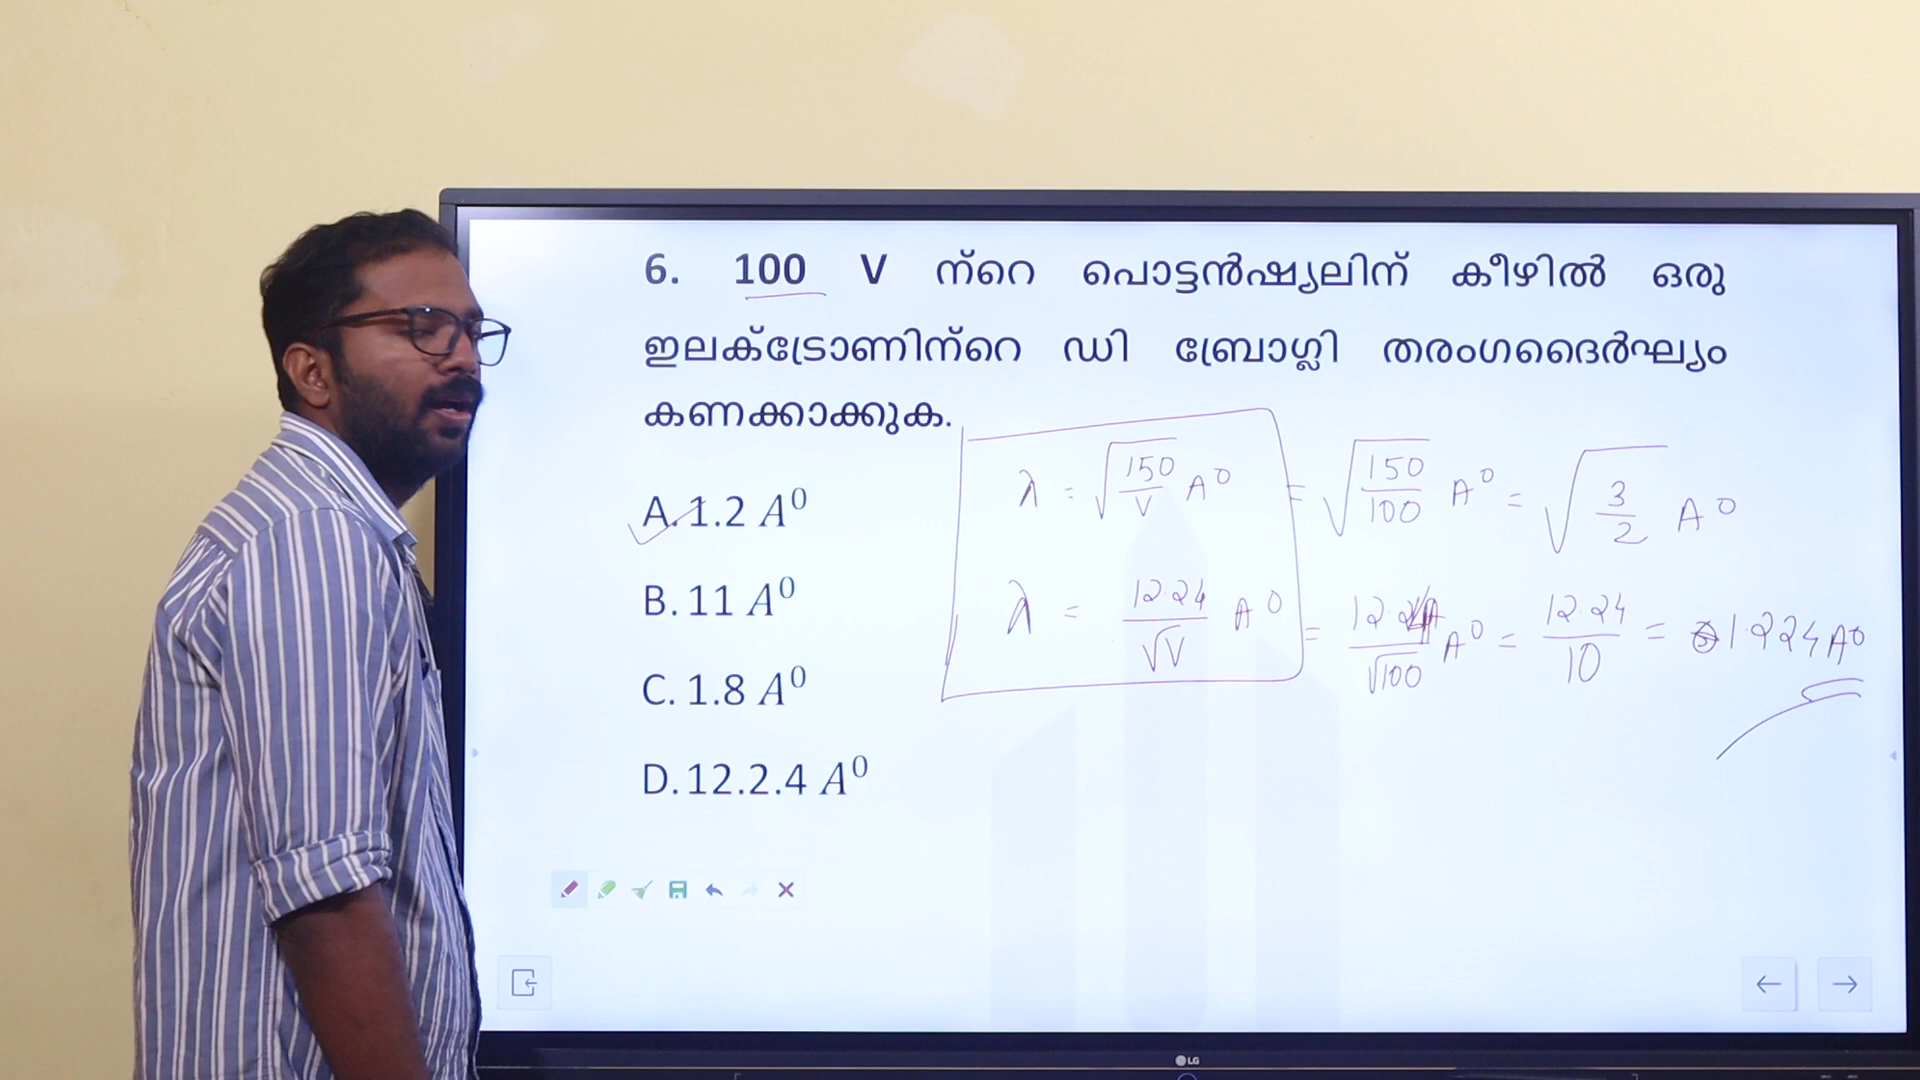 6. 100 V ന്റെ പൊട്ടൻഷ്യലിന് കീഴിൽ ഒരു
ഇലക്ട്രോണിന്റെ ഡി ബ്രോഗ്ലി തരംഗദൈർഘ്യം
കണക്കാക്കുക.
λ = √(150/V) A⁰ = √(150/100) A⁰ = √(3/2) A⁰
A. 1.2 A⁰
B. 11 A⁰
λ = 12.24/√V A⁰ = 12.24/√100 A⁰ = 12.24/10 = 1.224 A⁰
C. 1.8 A⁰
D. 12.2.4 A⁰
LG